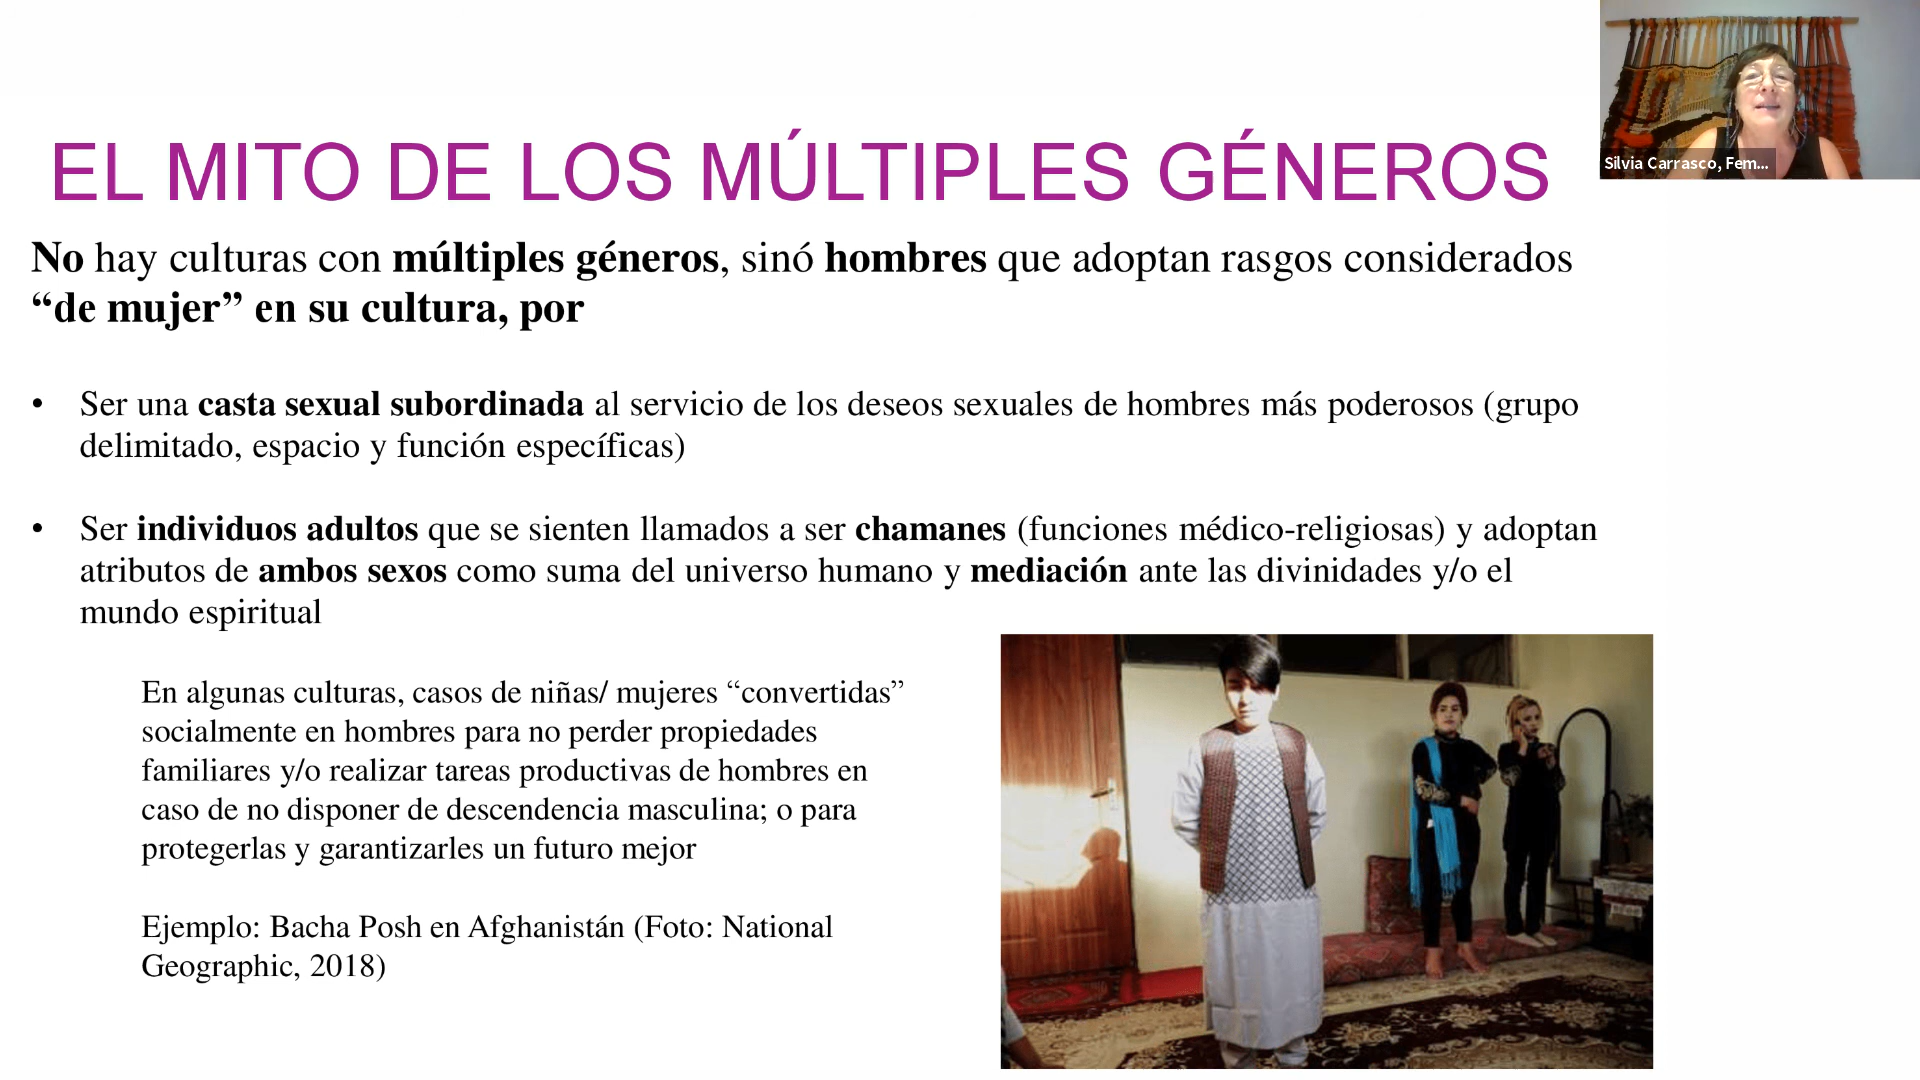 EL MITO DE LOS MÚLTIPLES GÉNEROS
Silvia Carrasco, Fem...
No hay culturas con múltiples géneros, sinó hombres que adoptan rasgos considerados
“de mujer” en su cultura, por
• Ser una casta sexual subordinada al servicio de los deseos sexuales de hombres más poderosos (grupo
delimitado, espacio y función específicas)
• Ser individuos adultos que se sienten llamados a ser chamanes (funciones médico-religiosas) y adoptan
atributos de ambos sexos como suma del universo humano y mediación ante las divinidades y/o el
mundo espiritual
En algunas culturas, casos de niñas/ mujeres “convertidas”
socialmente en hombres para no perder propiedades
familiares y/o realizar tareas productivas de hombres en
caso de no disponer de descendencia masculina; o para
protegerlas y garantizarles un futuro mejor
Ejemplo: Bacha Posh en Afghanistán (Foto: National
Geographic, 2018)